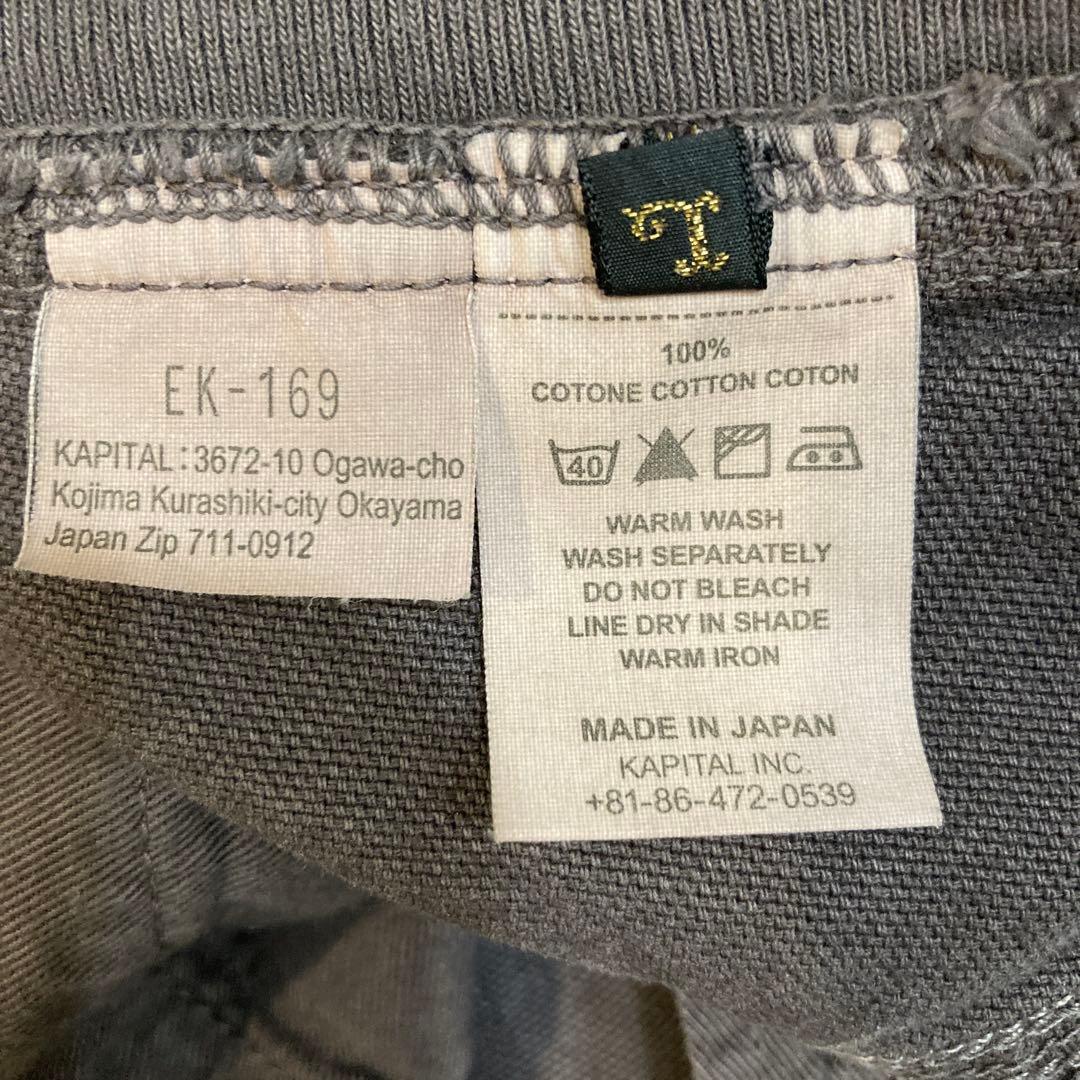 L
EK-169
KAPITAL:3672-10 Ogawa-cho
Kojima Kurashiki-city Okayama
Japan Zip 711-0912
100%
COTONE COTTON COTON
40
WARM WASH
WASH SEPARATELY
DO NOT BLEACH
LINE DRY IN SHADE
WARM IRON
MADE IN JAPAN
KAPITAL INC.
+81-86-472-0539